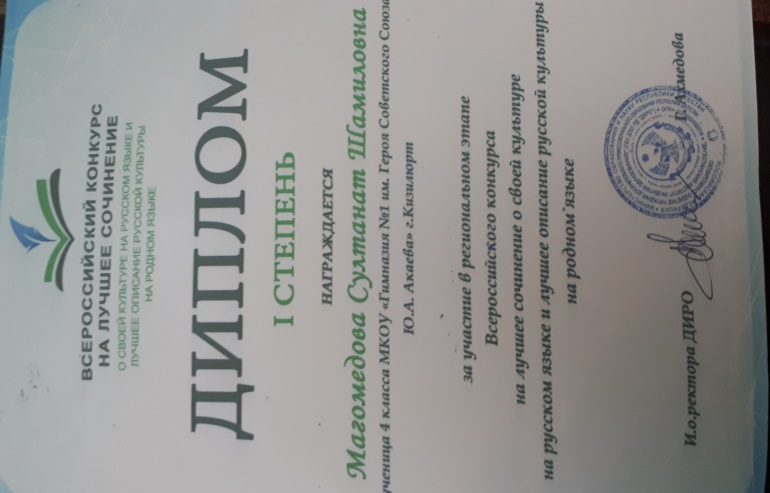 ВСЕРОССИЙСКИЙ КОНКУРС
НА ЛУЧШЕЕ СОЧИНЕНИЕ
О СВОЕЙ КУЛЬТУРЕ НА РУССКОМ ЯЗЫКЕ И
ЛУЧШЕЕ ОПИСАНИЕ РУССКОЙ КУЛЬТУРЫ
НА РОДНОМ ЯЗЫКЕ
ДИПЛОМ
I СТЕПЕНЬ
НАГРАЖДАЕТСЯ
Магомедова Султанат Шамиловна
ученица 4 класса МКОУ «Гимназия №1 им. Героя Советского Союза
Ю.А. Акаева» г.Кизилюрт
за участие в региональном этапе
Всероссийского конкурса
на лучшее сочинение о своей культуре
на русском языке и лучшее описание русской культуры
на родном языке
И.о.ректора ДИРО Г. Ахмедова